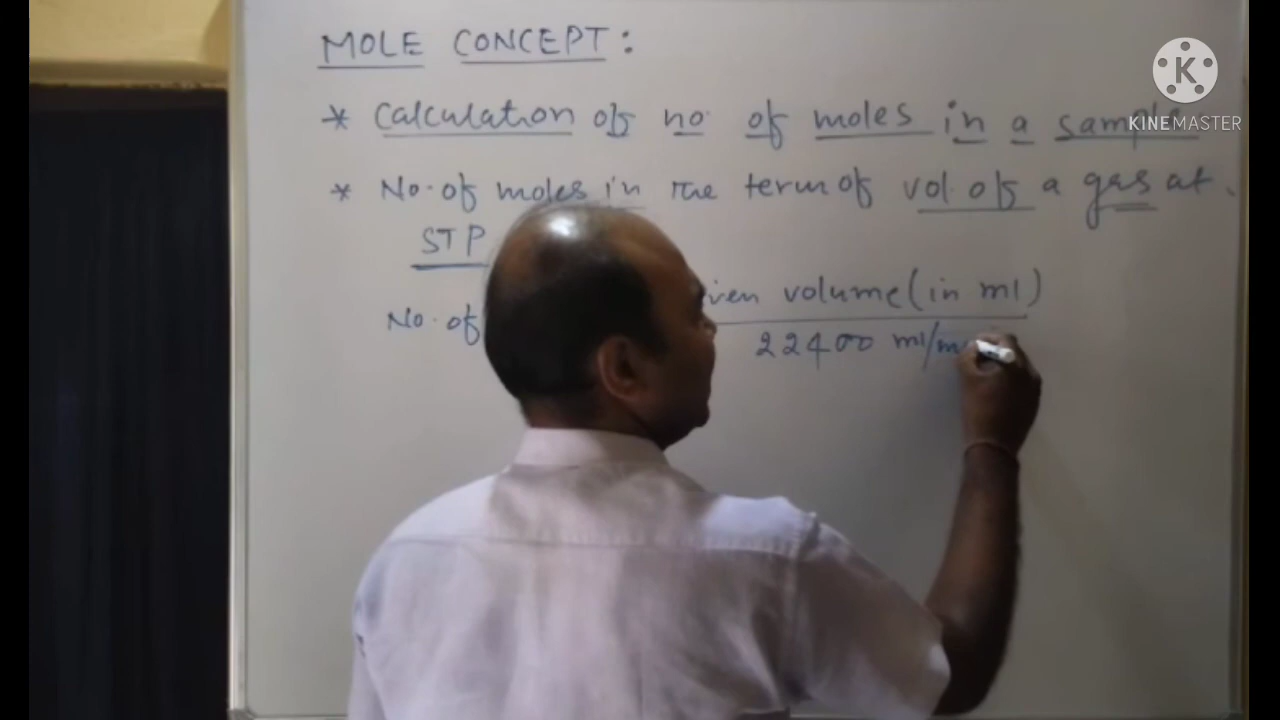 MOLE CONCEPT:
* Calculation of no. of moles in a sample
* No. of moles in the term of vol. of a gas at
STP
No. of
volume (in ml)
22400 ml/
KINEMASTER